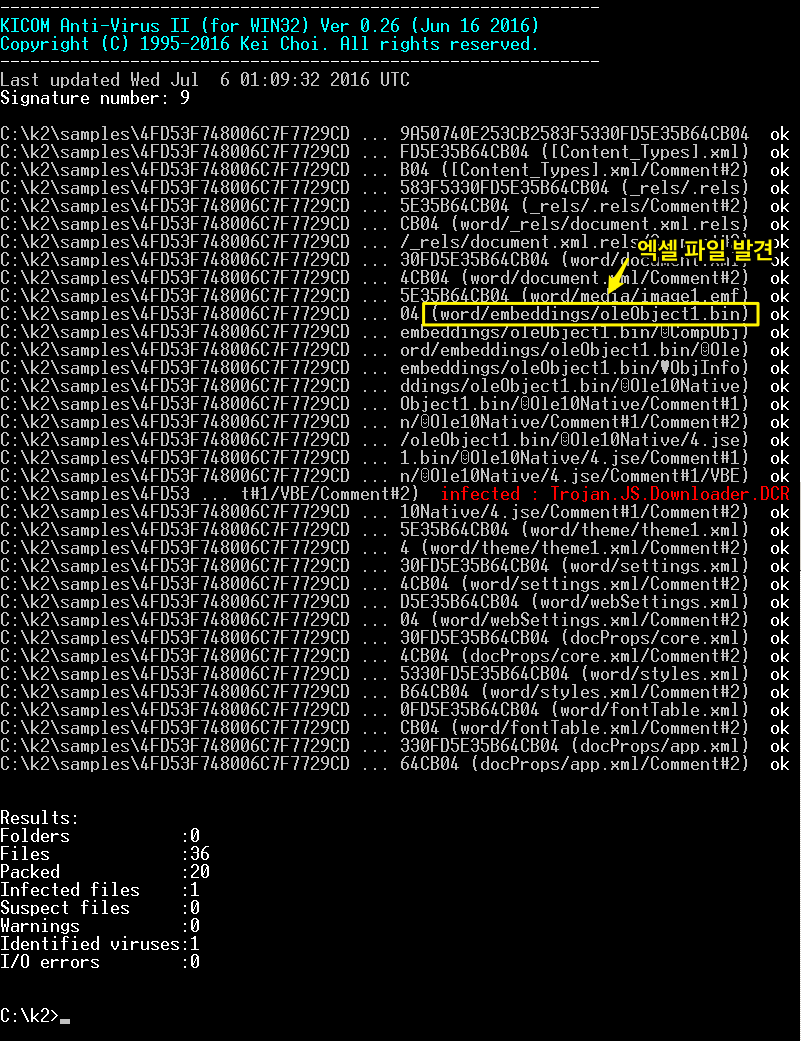 ------------------------------------------------------------
KICOM Anti-Virus II (for WIN32) Ver 0.26 (Jun 16 2016)
Copyright (C) 1995-2016 Kei Choi. All rights reserved.
------------------------------------------------------------
Last updated Wed Jul  6 01:09:32 2016 UTC
Signature number: 9
C:\k2\samples\4FD53F748006C7F7729CD ... 9A50740E253CB2583F5330FD5E35B64CB04  ok
C:\k2\samples\4FD53F748006C7F7729CD ... FD5E35B64CB04 ([Content_Types].xml)  ok
C:\k2\samples\4FD53F748006C7F7729CD ... B04 ([Content_Types].xml/Comment#2)  ok
C:\k2\samples\4FD53F748006C7F7729CD ... 583F5330FD5E35B64CB04 (_rels/.rels)  ok
C:\k2\samples\4FD53F748006C7F7729CD ... 5E35B64CB04 (_rels/.rels/Comment#2)  ok
C:\k2\samples\4FD53F748006C7F7729CD ... CB04 (word/_rels/document.xml.rels)  ok
C:\k2\samples\4FD53F748006C7F7729CD ... /_rels/document.xml.rels/Comment#2)  ok
엑셀 파일 발견
C:\k2\samples\4FD53F748006C7F7729CD ... 30FD5E35B64CB04 (word/document.xml)  ok
C:\k2\samples\4FD53F748006C7F7729CD ... 4CB04 (word/document.xml/Comment#2)  ok
C:\k2\samples\4FD53F748006C7F7729CD ... 5E35B64CB04 (word/media/image1.emf)  ok
C:\k2\samples\4FD53F748006C7F7729CD ... 04 (word/embeddings/oleObject1.bin)  ok
C:\k2\samples\4FD53F748006C7F7729CD ... embeddings/oleObject1.bin/CompObj)  ok
C:\k2\samples\4FD53F748006C7F7729CD ... ord/embeddings/oleObject1.bin/Ole)  ok
C:\k2\samples\4FD53F748006C7F7729CD ... embeddings/oleObject1.bin/♥ObjInfo)  ok
C:\k2\samples\4FD53F748006C7F7729CD ... ddings/oleObject1.bin/Ole10Native)  ok
C:\k2\samples\4FD53F748006C7F7729CD ... Object1.bin/Ole10Native/Comment#1)  ok
C:\k2\samples\4FD53F748006C7F7729CD ... n/Ole10Native/Comment#1/Comment#2)  ok
C:\k2\samples\4FD53F748006C7F7729CD ... /oleObject1.bin/Ole10Native/4.jse)  ok
C:\k2\samples\4FD53F748006C7F7729CD ... 1.bin/Ole10Native/4.jse/Comment#1)  ok
C:\k2\samples\4FD53F748006C7F7729CD ... n/Ole10Native/4.jse/Comment#1/VBE)  ok
C:\k2\samples\4FD53 ... t#1/VBE/Comment#2)  infected : Trojan.JS.Downloader.DCR
C:\k2\samples\4FD53F748006C7F7729CD ... 10Native/4.jse/Comment#1/Comment#2)  ok
C:\k2\samples\4FD53F748006C7F7729CD ... 5E35B64CB04 (word/theme/theme1.xml)  ok
C:\k2\samples\4FD53F748006C7F7729CD ... 4 (word/theme/theme1.xml/Comment#2)  ok
C:\k2\samples\4FD53F748006C7F7729CD ... 30FD5E35B64CB04 (word/settings.xml)  ok
C:\k2\samples\4FD53F748006C7F7729CD ... 4CB04 (word/settings.xml/Comment#2)  ok
C:\k2\samples\4FD53F748006C7F7729CD ... D5E35B64CB04 (word/webSettings.xml)  ok
C:\k2\samples\4FD53F748006C7F7729CD ... 04 (word/webSettings.xml/Comment#2)  ok
C:\k2\samples\4FD53F748006C7F7729CD ... 30FD5E35B64CB04 (docProps/core.xml)  ok
C:\k2\samples\4FD53F748006C7F7729CD ... 4CB04 (docProps/core.xml/Comment#2)  ok
C:\k2\samples\4FD53F748006C7F7729CD ... 5330FD5E35B64CB04 (word/styles.xml)  ok
C:\k2\samples\4FD53F748006C7F7729CD ... B64CB04 (word/styles.xml/Comment#2)  ok
C:\k2\samples\4FD53F748006C7F7729CD ... 0FD5E35B64CB04 (word/fontTable.xml)  ok
C:\k2\samples\4FD53F748006C7F7729CD ... CB04 (word/fontTable.xml/Comment#2)  ok
C:\k2\samples\4FD53F748006C7F7729CD ... 330FD5E35B64CB04 (docProps/app.xml)  ok
C:\k2\samples\4FD53F748006C7F7729CD ... 64CB04 (docProps/app.xml/Comment#2)  ok
Results:
Folders           :0
Files             :36
Packed            :20
Infected files    :1
Suspect files     :0
Warnings          :0
Identified viruses:1
I/O errors        :0
C:\k2>_